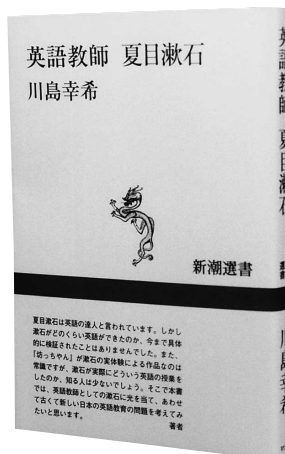 英語教師 夏目漱石
川島幸希
新潮選書
夏目漱石は英語の達人と言われています。しかし
漱石がどのくらい英語ができたのか、今まで具体
的に検証されたことはありませんでした。また、
「坊っちゃん」が漱石の実体験による作品なのは
常識ですが、漱石が実際にどういう英語の授業を
したのか、知る人は少ないでしょう。そこで本書
では、英語教師としての漱石に光を当て、あわせ
て古くて新しい日本の英語教育の問題を考えてみ
たいと思います。
著者
英語教師 夏目漱石